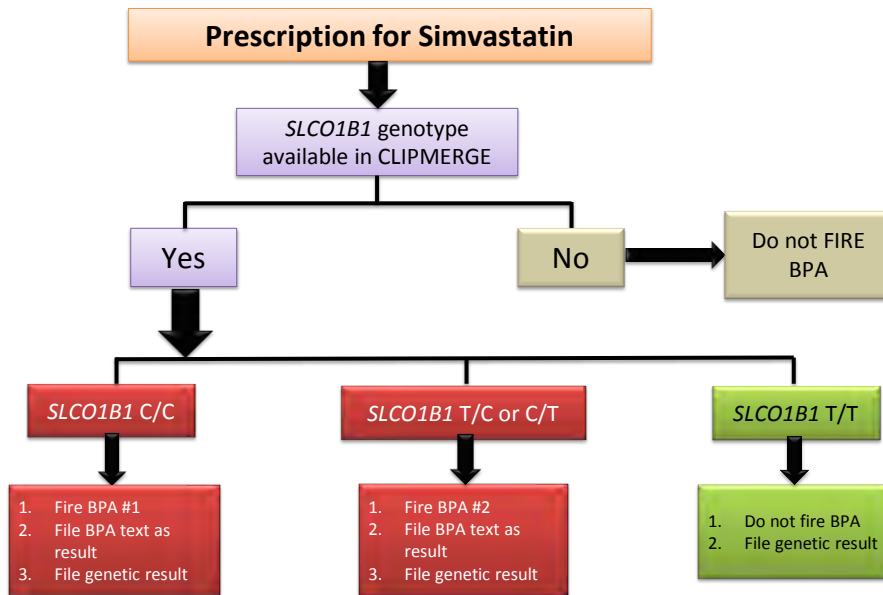 Prescription for Simvastatin
SLCO1B1 genotype
available in CLIPMERGE
Yes
No
Do not FIRE
BPA
SLCO1B1 C/C
SLCO1B1 T/C or C/T
SLCO1B1 T/T
1. Fire BPA #1
2. File BPA text as
result
3. File genetic result
1. Fire BPA #2
2. File BPA text as
result
3. File genetic result
1. Do not fire BPA
2. File genetic result